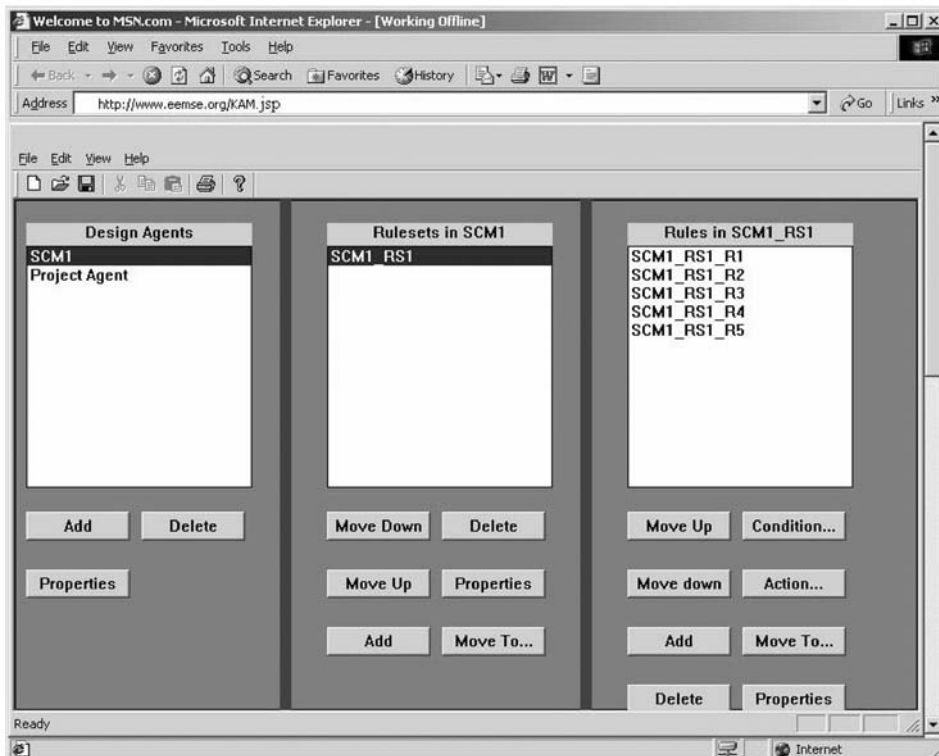 Welcome to MSN.com - Microsoft Internet Explorer - [Working Offline]
File Edit View Favorites Tools Help
Back Search Favorites History
Address http://www.eemse.org/KAM.jsp Go Links »
File Edit View Help
Design Agents
SCM1
Project Agent
Add Delete
Properties
Rulesets in SCM1
SCM1_RS1
Move Down Delete
Move Up Properties
Add Move To...
Rules in SCM1_RS1
SCM1_RS1_R1
SCM1_RS1_R2
SCM1_RS1_R3
SCM1_RS1_R4
SCM1_RS1_R5
Move Up Condition...
Move down Action...
Add Move To...
Delete Properties
Ready
Internet